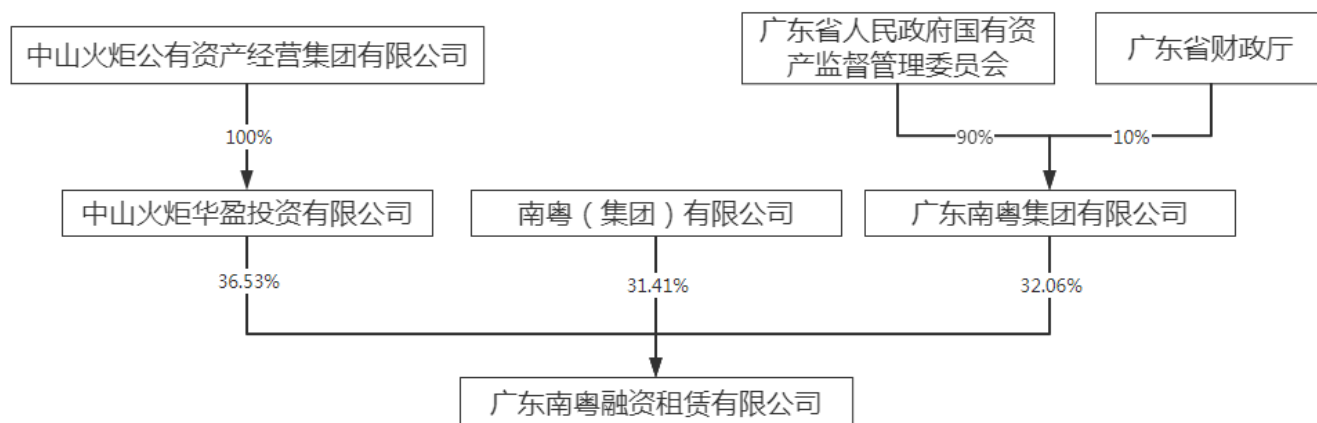 中山火炬公有资产经营集团有限公司
广东省人民政府国有资
产监督管理委员会
广东省财政厅
100%
90%
10%
中山火炬华盈投资有限公司
南粤（集团）有限公司
广东南粤集团有限公司
36.53%
31.41%
32.06%
广东南粤融资租赁有限公司